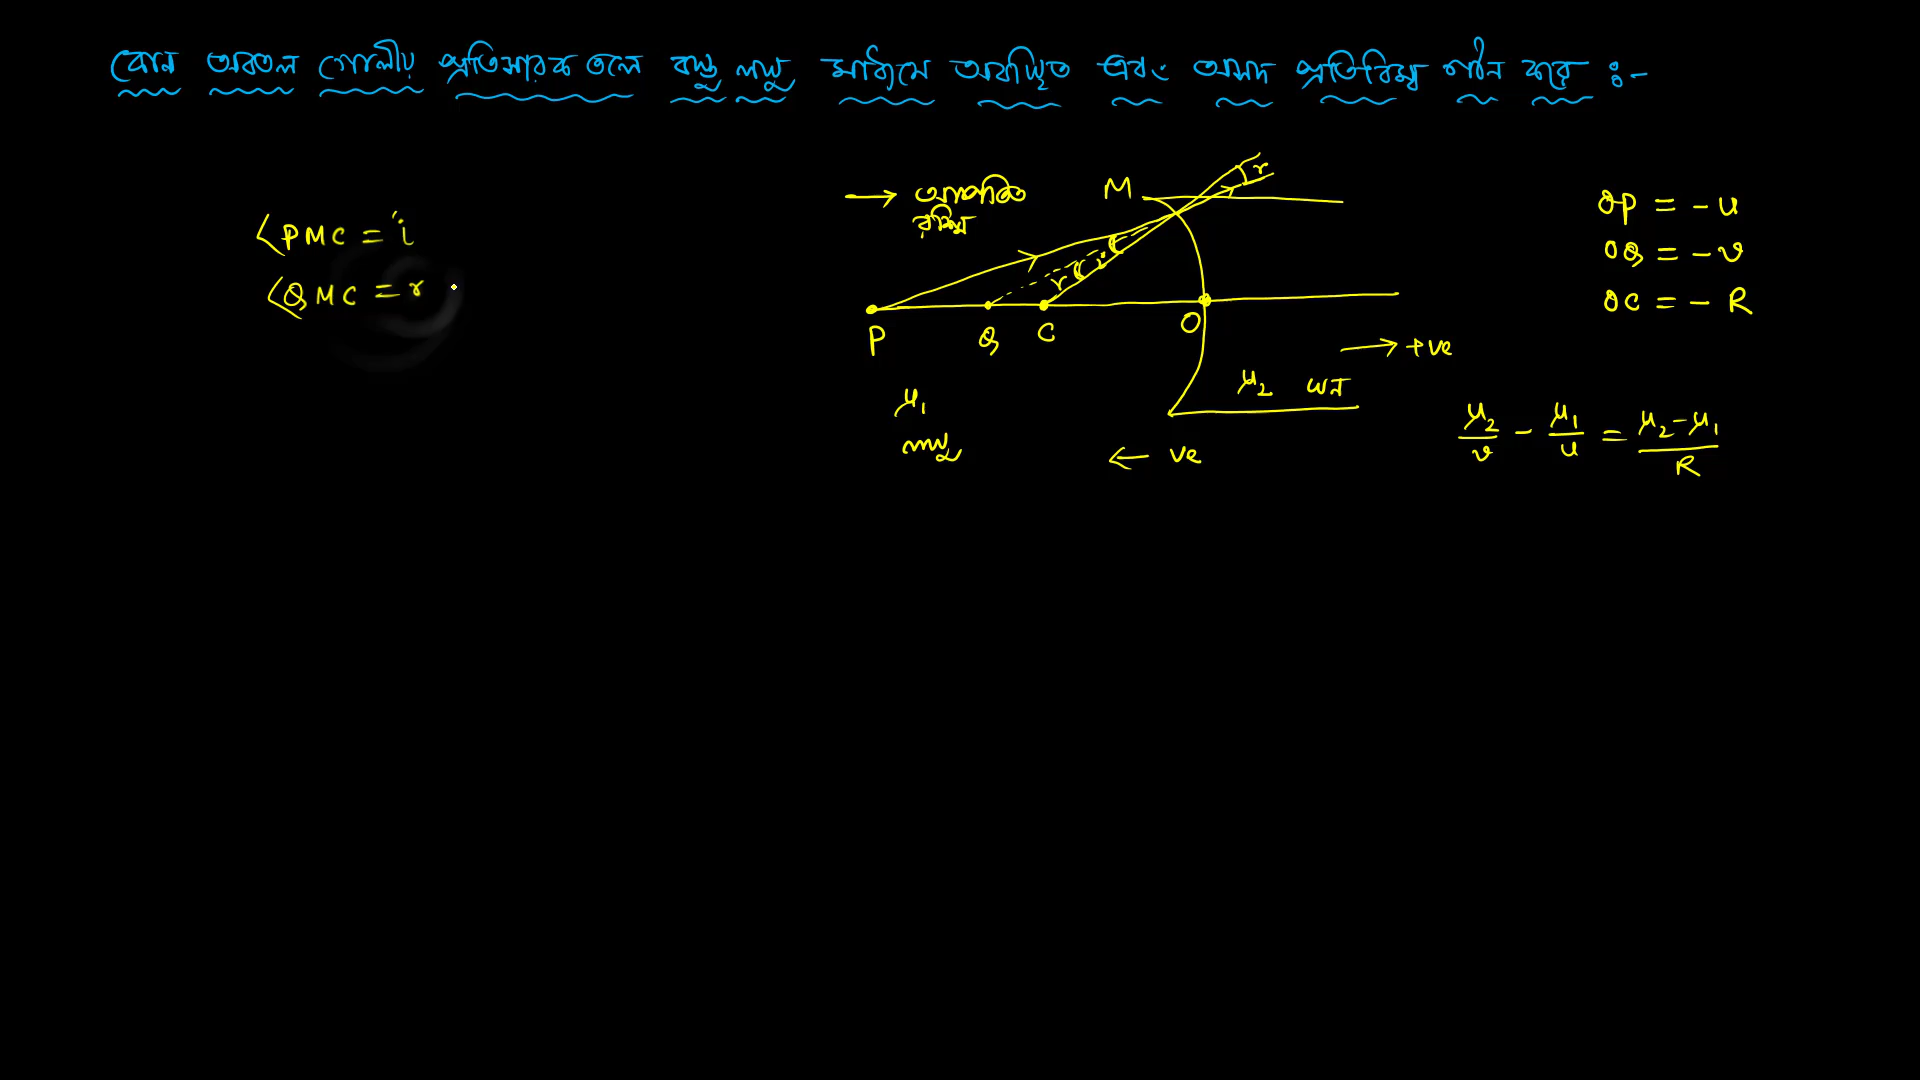 কোন অবতল গোলীয় প্রতিসারক তলে বস্তু লঘু মাধ্যমে অবস্থিত এবং অসদ প্রতিবিম্ব গঠন করে :-
<PMC = i
<QMC = r
→ আপতিত
রশ্মি
M
r
i
r
P
Q
C
O
μ₁
লঘু
μ₂ ঘন
→ +ve
← ve
OP = -u
OQ = -v
OC = - R
μ₂/v - μ₁/u = μ₂-μ₁/R